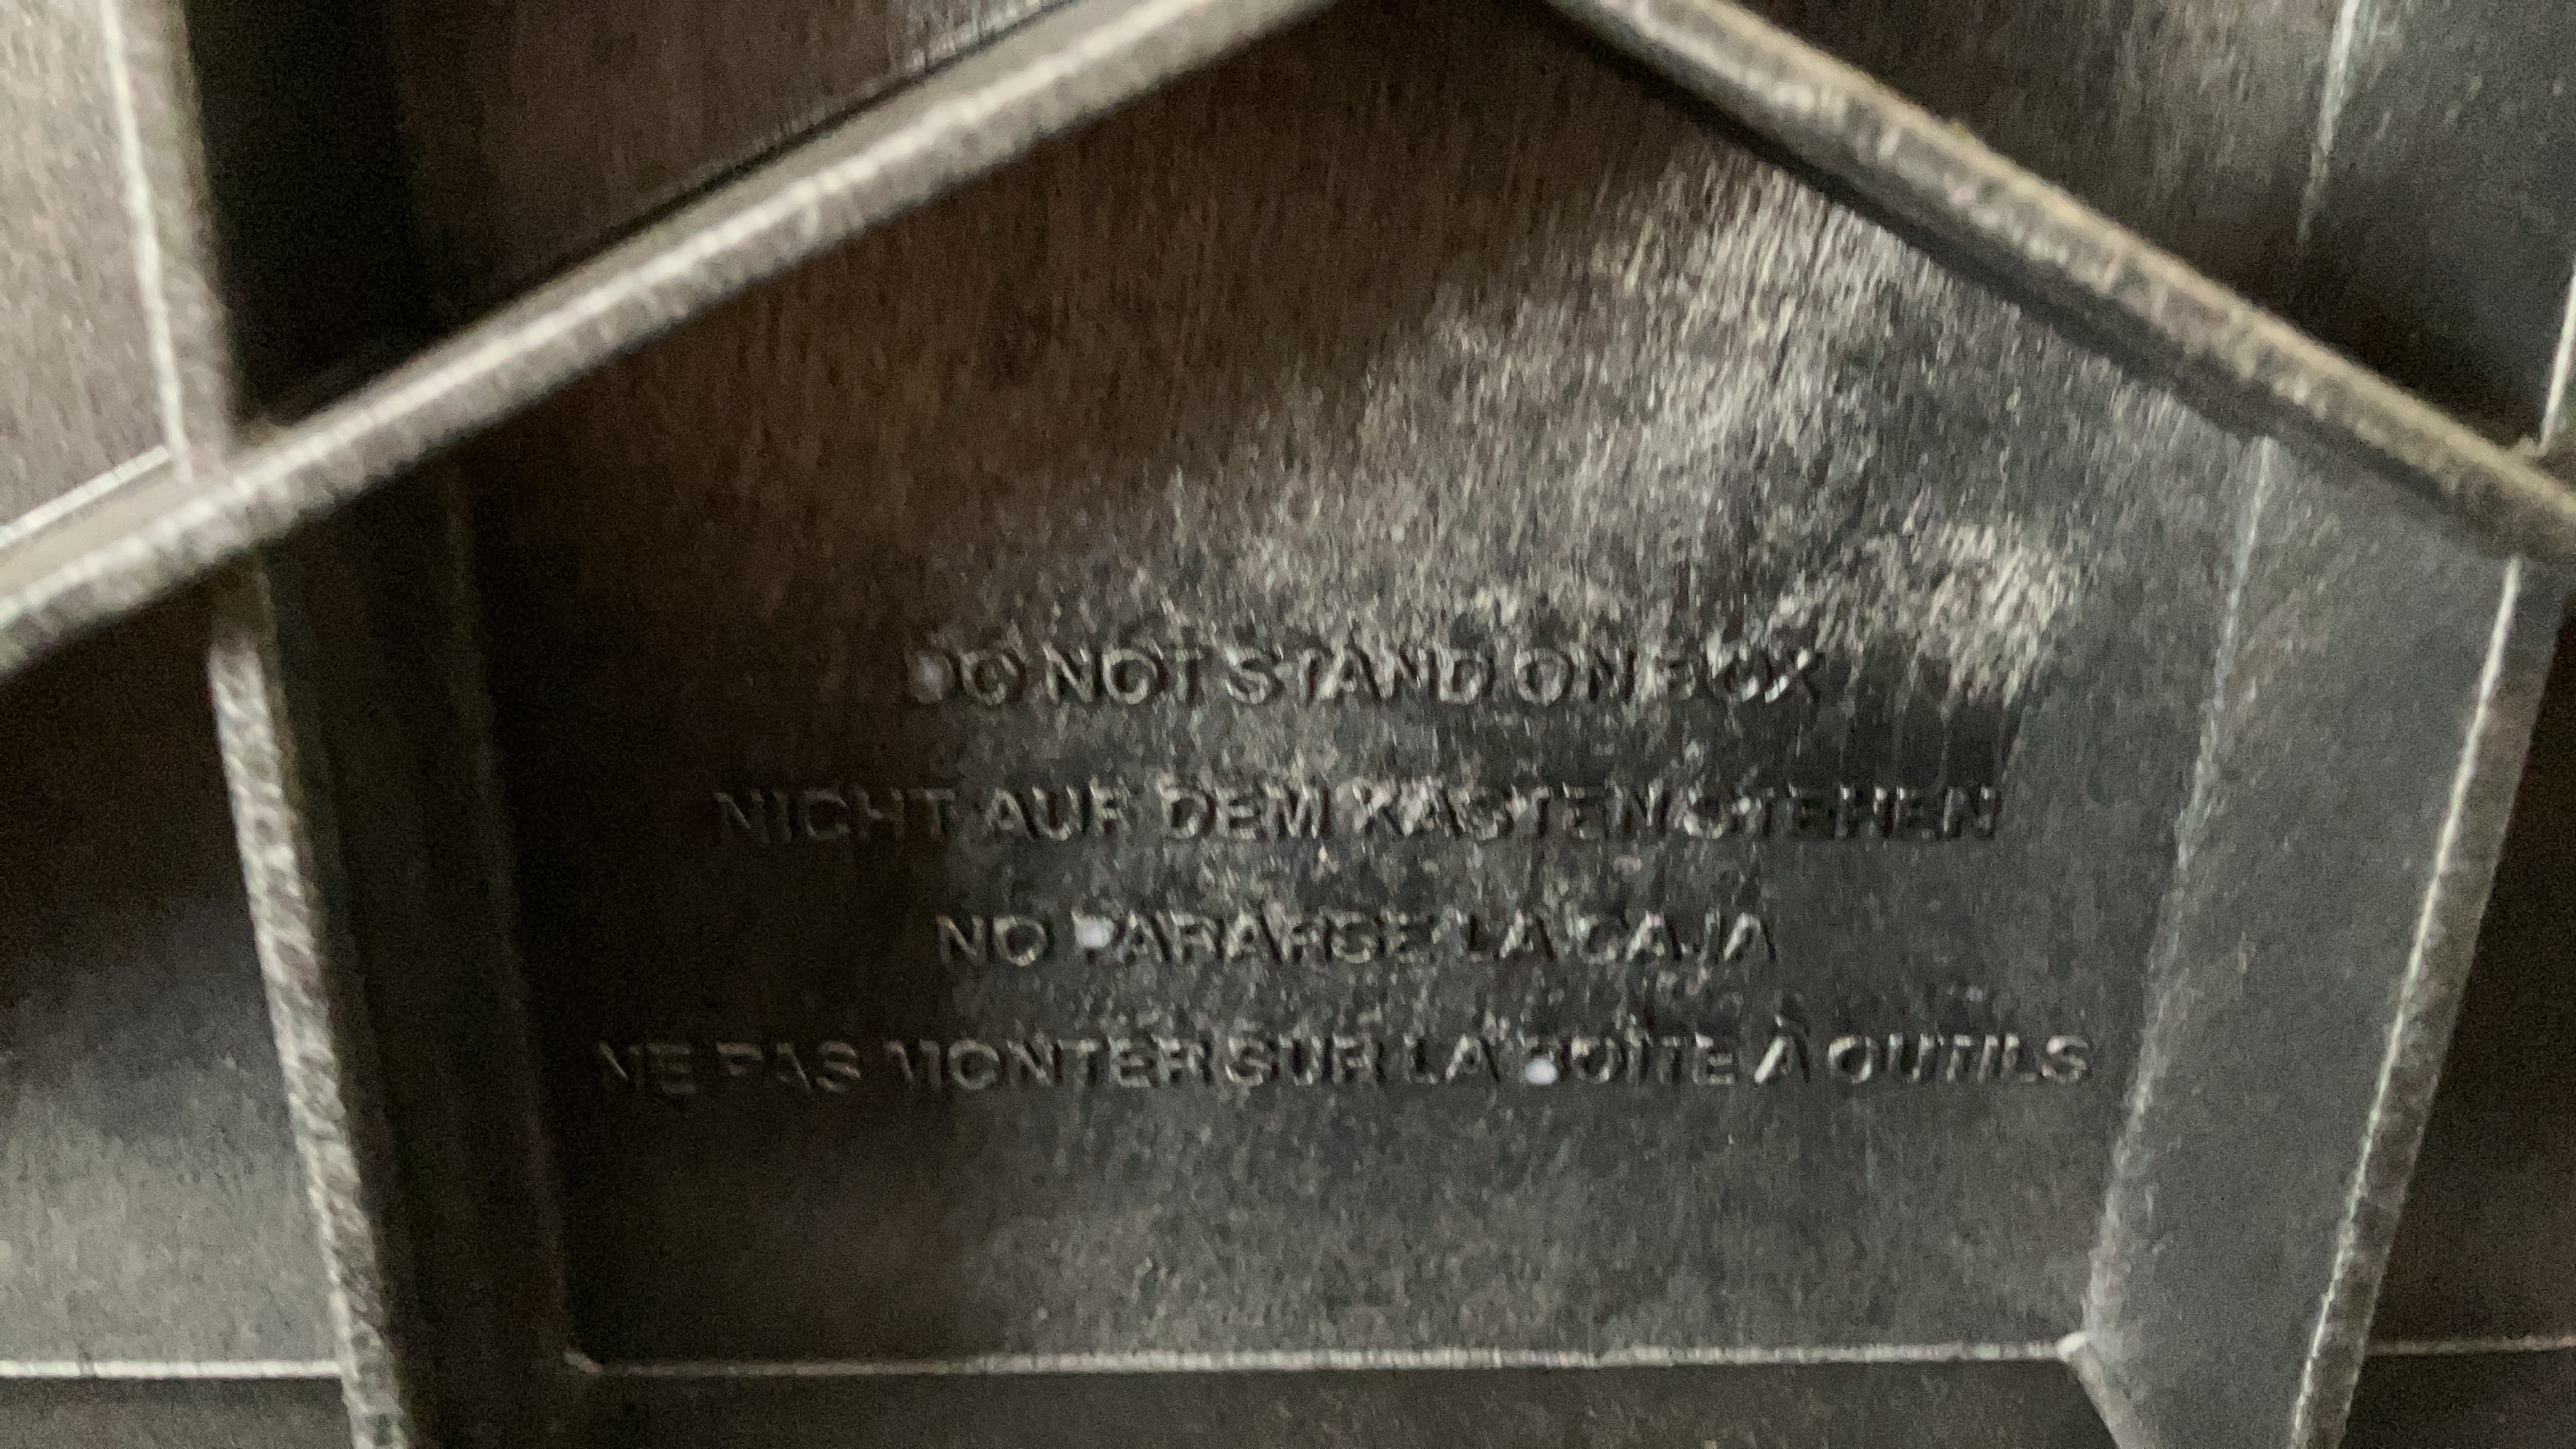 DO NOT STAND ON BOX
NICHT AUF DEM KASTEN STEHEN
NO PARARSE LA CAJA
NE PAS MONTER SUR LA BOÎTE À OUTILS